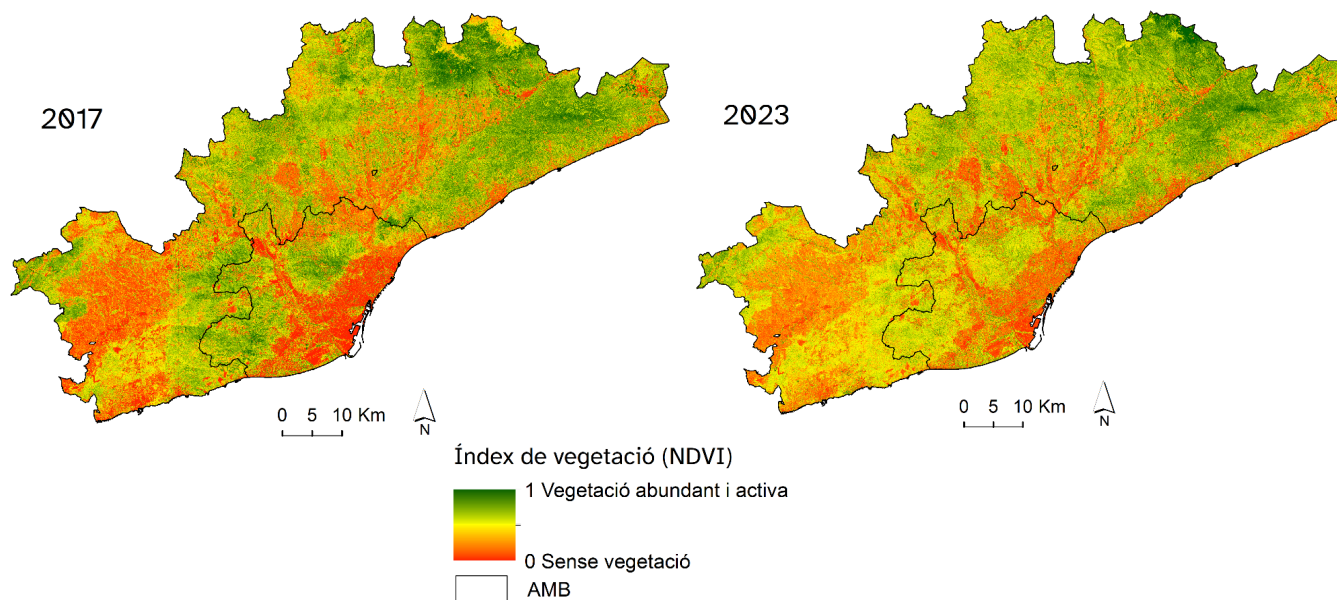 2017
2023
0 5 10 Km
N
0 5 10 Km
N
Índex de vegetació (NDVI)
1 Vegetació abundant i activa
0 Sense vegetació
AMB